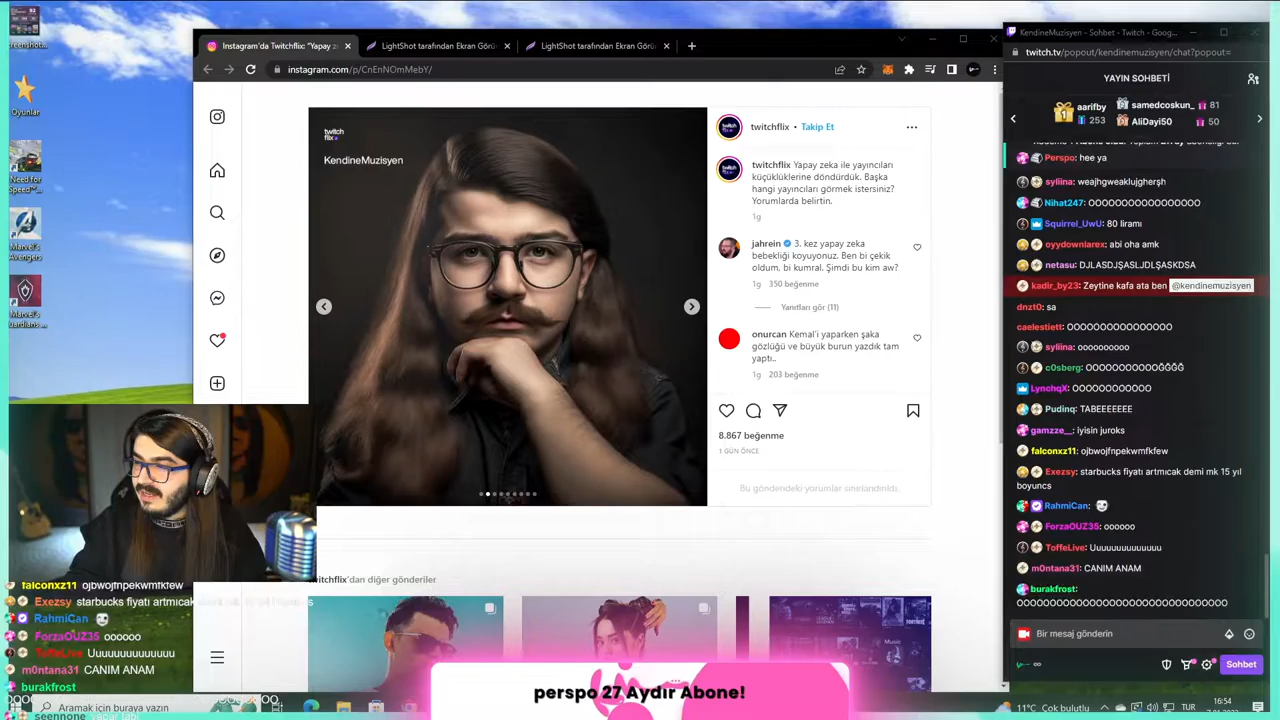 Instagram'da Twitchflix: "Yapay z
LightShot tarafından Ekran Görü
LightShot tarafından Ekran Görü
instagram.com/p/CnEnNOmMebY/
Oyunlar
Need for
Speed™
Marvel's
Avengers
Marvel's
twitch
flix
KendineMuzisyen
twitchflix • Takip Et
twitchflix Yapay zeka ile yayıncıları
küçüklüklerine döndürdük. Başka
hangi yayıncıları görmek istersiniz?
Yorumlarda belirtin.
1g
jahrein 3. kez yapay zeka
bebekliği koyuyonuz. Ben bi çekik
oldum, bi kumral. Şimdi bu kim aw?
1g 350 beğenme
Yanıtları gör (11)
onurcan Kemal'i yaparken şaka
gözlüğü ve büyük burun yazdık tam
yaptı..
1g 203 beğenme
8.867 beğenme
1 GÜN ÖNCE
Bu gönderideki yorumlar sınırlandırıldı.
twitchflix'dan diğer gönderiler
Music
perspo 27 Aydır Abone!
KendineMuzisyen - Sohbet - Twitch - Goog...
twitch.tv/popout/kendinemuzisyen/chat?popout=
YAYIN SOHBETİ
aarifby
253
samedcoskun_ 81
AliDayi50 50
Perspo: hee ya
syliina: weajhgweaklujgherşh
Nihat247: OOOOOOOOOOOOOOOOO
Squirrel_UwU: 80 liramı
oyydownlarex: abi oha amk
netasu: DJLASDJŞASLJDLŞASKDSA
kadir_by23: Zeytine kafa ata ben @kendinemuzisyen
dnzt0: sa
caelestiett: OOOOOOOOOOOOOOOO
syliina: oooooooooo
c0sberg: OOOOOOOOOOOĞĞĞĞ
LynchqX: OOOOOOOOOOOO
Pudinq: TABEEEEEEE
gamzze__: iyisin juroks
falconxz11: ojbwojfnpekwmfkfew
Exezsy: starbucks fiyatı artmıcak demi mk 15 yıl
boyuncs
RahmiCan:
ForzaOUZ35: oooooo
ToffeLive: Uuuuuuuuuuuuu
m0ntana31: CANIM ANAM
burakfrost:
OOOOOOOOOOOOOOOOOOOOOOOOOO
Bir mesaj gönderin
Sohbet
falconxz11 ojbwojfnpekwmfkfew
Exezsy starbucks fiyatı artmıcak
RahmiCan
ForzaOUZ35 oooooo
ToffeLive Uuuuuuuuuuuuu
m0ntana31 CANIM ANAM
burakfrost
seennone
Aramak için buraya yazın
TUR
11°C Çok bulutlu
16:54